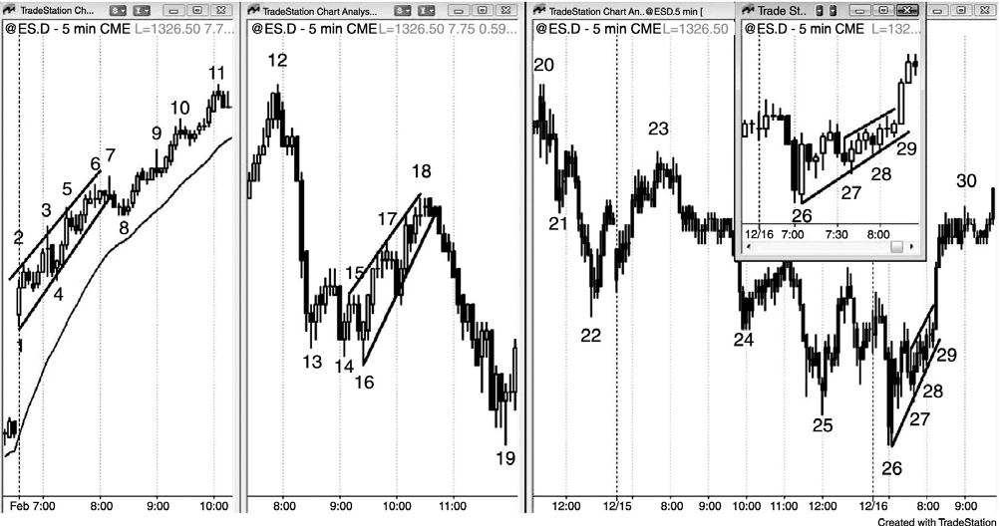 TradeStation Ch...
@ES.D - 5 min CME L=1326.50 7.7...
11
10
9
7
6
5
3
2
8
4
1
Feb 7:00 8:00 9:00 10:00
TradeStation Chart Analys...
@ES.D - 5 min CME L=1326.50 7.75 0.59...
12
18
17
15
13
14
16
19
8:00 9:00 10:00 11:00
TradeStation Chart An.. @ESD.5 min [
@ES.D - 5 min CME L=1326.50
20
23
21
22
24
25
30
29
28
27
26
12:00 12/15 8:00 9:00 10:00 11:00 12:00 12/16 8:00 9:00
Trade St..
@ES.D - 5 min CME L=132...
29
28
27
26
12/16 7:00 7:30 8:00
Created with TradeStation